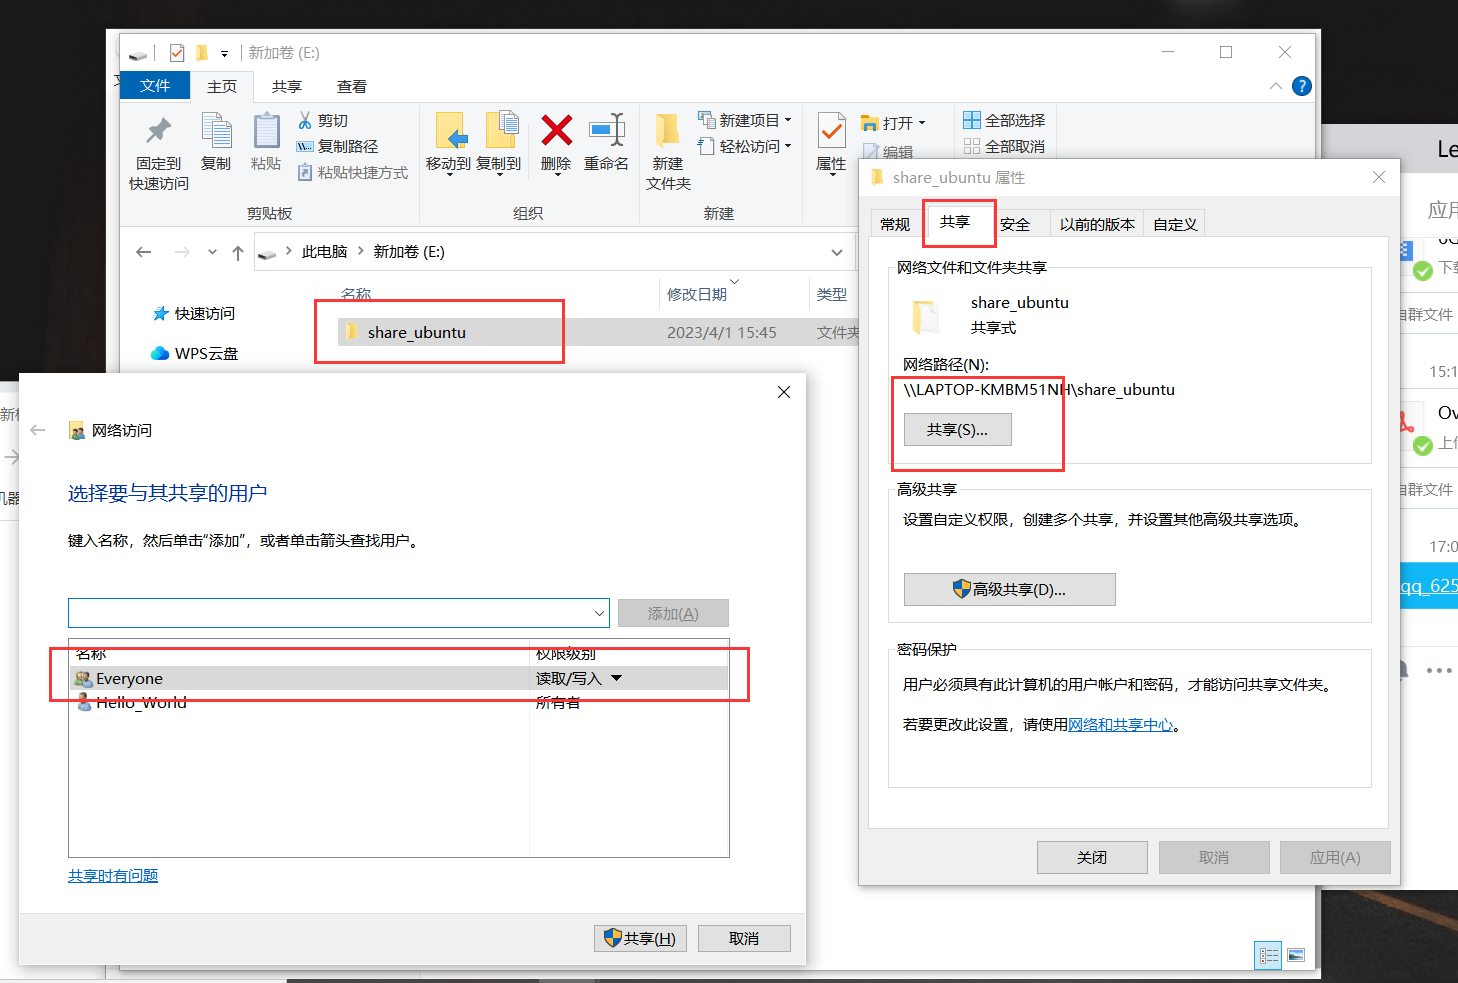 新加卷 (E:)
文件
主页
共享
查看
固定到
快速访问
复制
粘贴
剪切
复制路径
粘贴快捷方式
剪贴板
移动到
复制到
删除
重命名
组织
新建
文件夹
新建项目
轻松访问
新建
属性
打开
编辑
全部选择
全部取消
此电脑
新加卷 (E:)
名称
修改日期
类型
快速访问
share_ubuntu
2023/4/1 15:45
文件夹
WPS云盘
网络访问
选择要与其共享的用户
键入名称，然后单击“添加”，或者单击箭头查找用户。
添加(A)
名称
权限级别
Everyone
读取/写入
Hello_World
所有者
共享时有问题
共享(H)
取消
share_ubuntu 属性
常规
共享
安全
以前的版本
自定义
网络文件和文件夹共享
share_ubuntu
共享式
网络路径(N):
\\LAPTOP-KMBM51NH\share_ubuntu
共享(S)...
高级共享
设置自定义权限，创建多个共享，并设置其他高级共享选项。
高级共享(D)...
密码保护
用户必须具有此计算机的用户帐户和密码，才能访问共享文件夹。
若要更改此设置，请使用网络和共享中心。
关闭
取消
应用(A)
Le
应用
下载
自群文件
15:1
Ov
上传
自群文件
17:0
qq_625